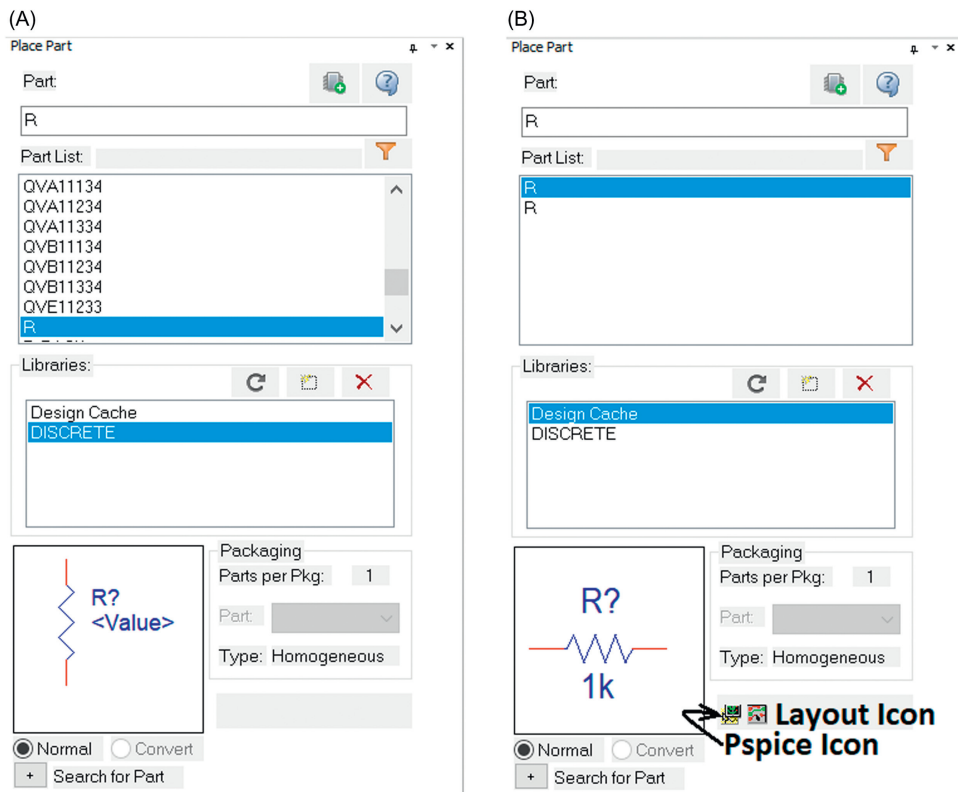 (A)
Place Part
Part:
R
Part List:
QVA11134
QVA11234
QVA11334
QVB11134
QVB11234
QVB11334
QVE11233
R
Libraries:
Design Cache
DISCRETE
R?
<Value>
Packaging
Parts per Pkg: 1
Part:
Type: Homogeneous
Normal Convert
+ Search for Part
(B)
Place Part
Part:
R
Part List:
R
R
Libraries:
Design Cache
DISCRETE
R?
1k
Packaging
Parts per Pkg: 1
Part:
Type: Homogeneous
Layout Icon
Pspice Icon
Normal Convert
+ Search for Part